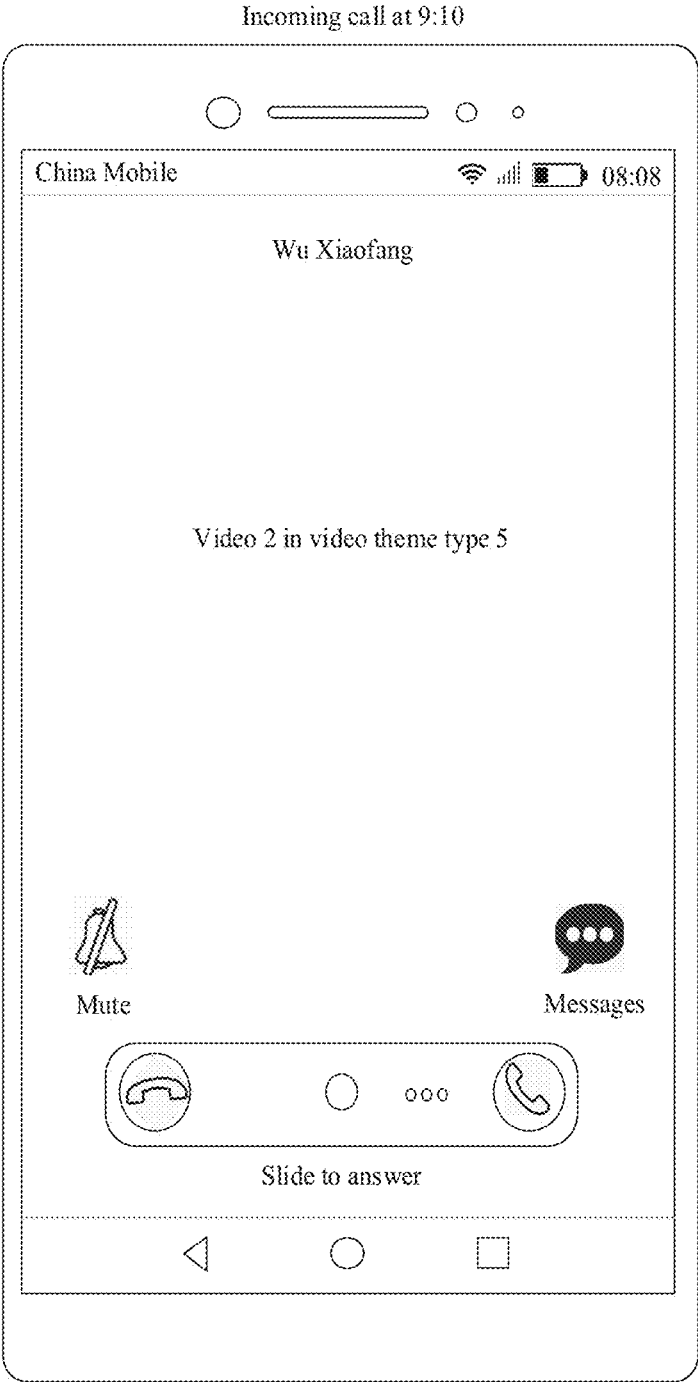 Incoming call at 9:10
China Mobile 08:08
Wu Xiaofang
Video 2 in video theme type 5
Mute Messages
Slide to answer